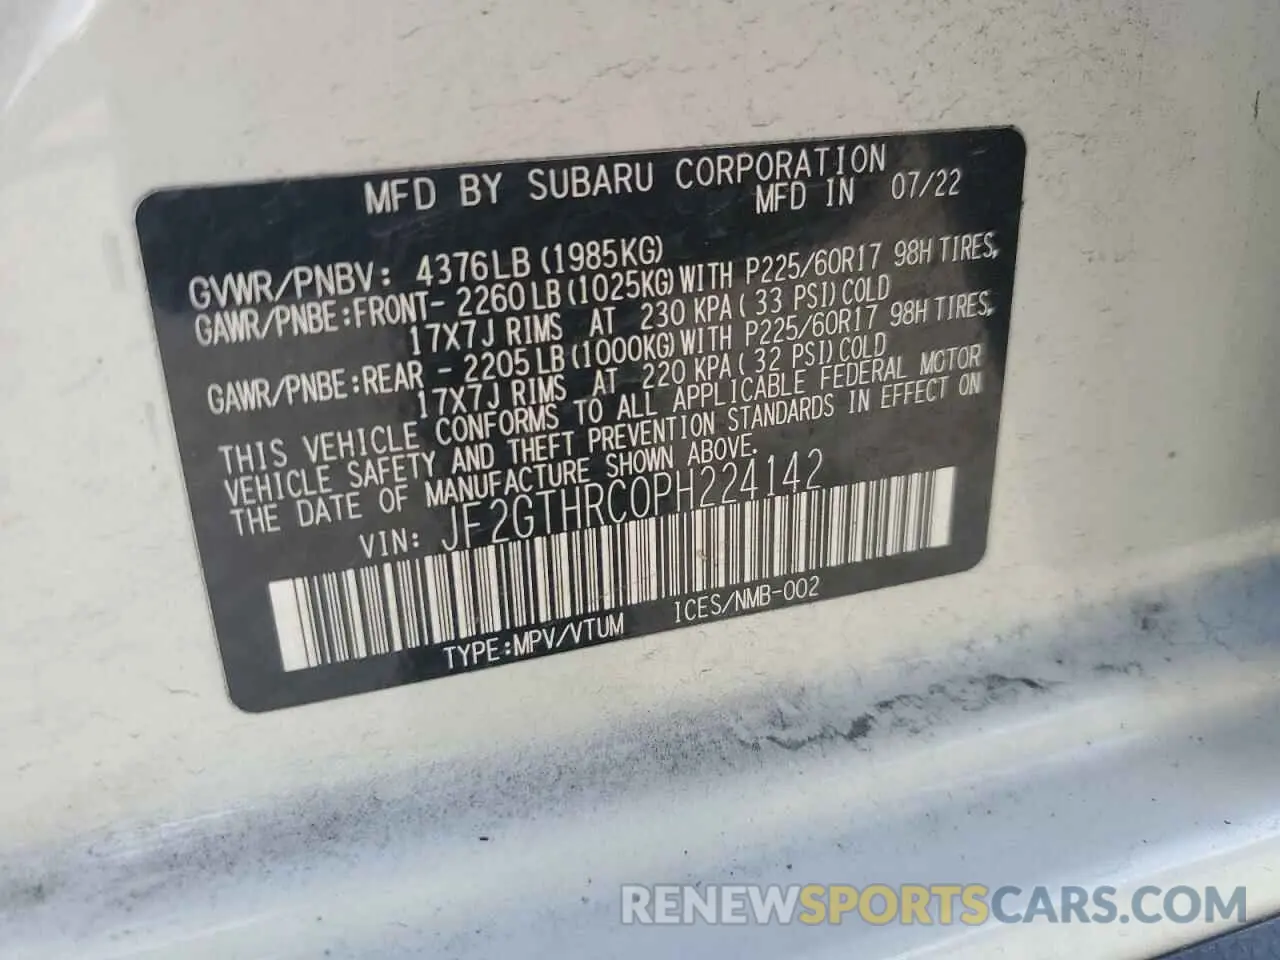 MFD BY SUBARU CORPORATION
MFD IN 07/22
GVWR/PNBV: 4376LB (1985KG)
GAWR/PNBE:FRONT- 2260LB (1025KG) WITH P225/60R17 98H TIRES,
17X7J RIMS AT 230 KPA ( 33 PSI) COLD
GAWR/PNBE:REAR - 2205LB (1000KG) WITH P225/60R17 98H TIRES,
17X7J RIMS AT 220 KPA ( 32 PSI) COLD
THIS VEHICLE CONFORMS TO ALL APPLICABLE FEDERAL MOTOR
VEHICLE SAFETY AND THEFT PREVENTION STANDARDS IN EFFECT ON
THE DATE OF MANUFACTURE SHOWN ABOVE.
VIN: JF2GTHRC0PH224142
TYPE:MPV/VTUM ICES/NMB-002
RENEWSPORTSCARS.COM